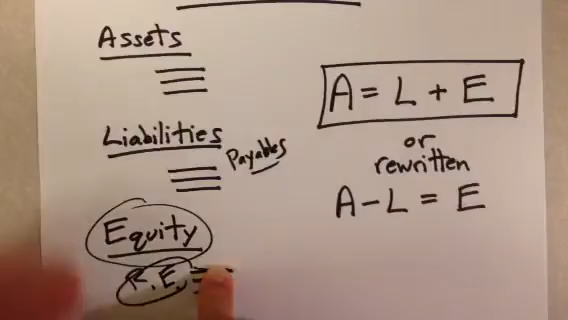 Assets
Liabilities
Payables
Equity
R.E.
A = L + E
or
rewritten
A - L = E